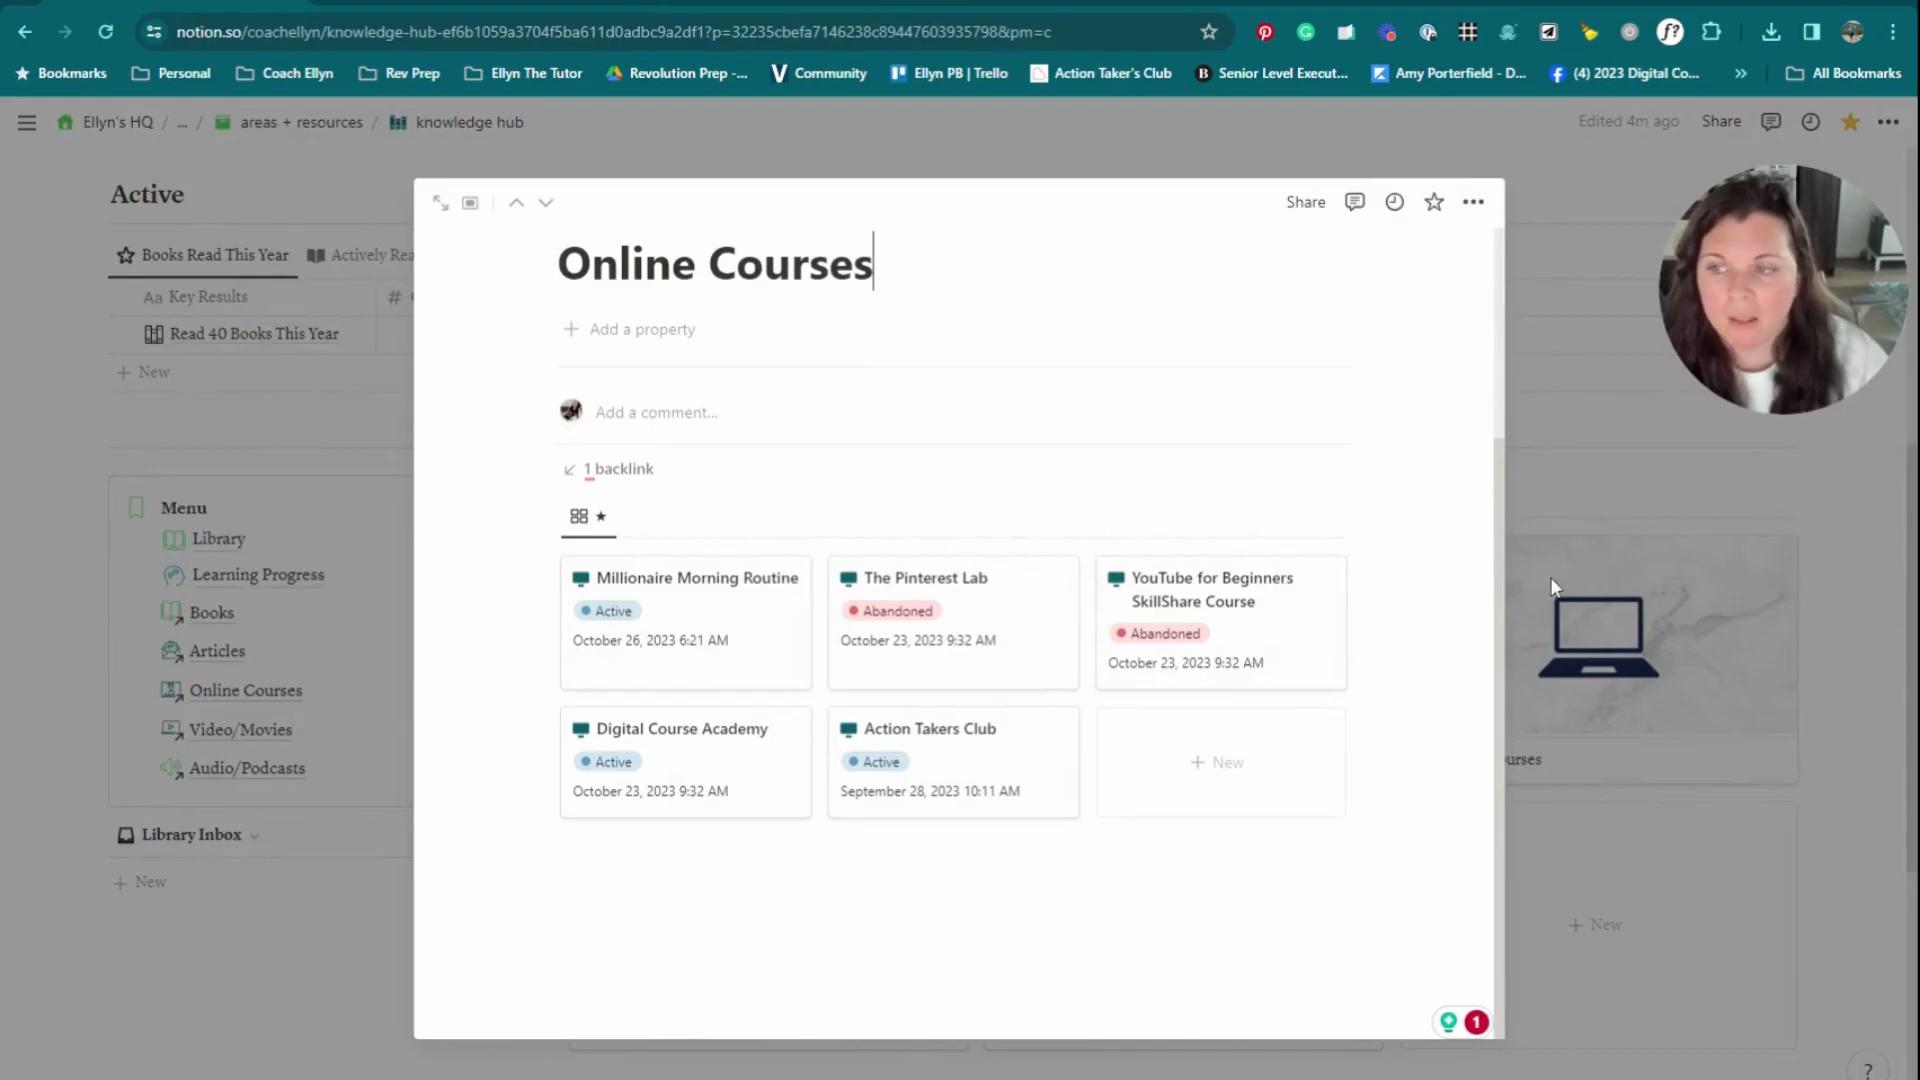 notion.so/coachellyn/knowledge-hub-ef6b1059a3704f5ba611d0adbc9a2df1?p=32235cbefa7146238c89447603935798&pm=c
Bookmarks Personal Coach Ellyn Rev Prep Ellyn The Tutor Revolution Prep -... Community Ellyn PB | Trello Action Taker's Club Senior Level Execut... Amy Porterfield - D... (4) 2023 Digital Co... » All Bookmarks
Ellyn's HQ / ... / areas + resources / knowledge hub
Edited 4m ago Share
Active
Books Read This Year Actively Rea
Aa Key Results #
Read 40 Books This Year
+ New
Menu
Library
Learning Progress
Books
Articles
Online Courses
Video/Movies
Audio/Podcasts
Library Inbox
+ New
Share
Online Courses
+ Add a property
Add a comment...
1 backlink
Millionaire Morning Routine
Active
October 26, 2023 6:21 AM
The Pinterest Lab
Abandoned
October 23, 2023 9:32 AM
YouTube for Beginners
SkillShare Course
Abandoned
October 23, 2023 9:32 AM
Digital Course Academy
Active
October 23, 2023 9:32 AM
Action Takers Club
Active
September 28, 2023 10:11 AM
+ New
1
urses
+ New
?